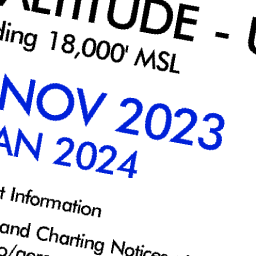 ALTITUDE - U
ding 18,000' MSL
NOV 2023
AN 2024
t Information
and Charting Notices